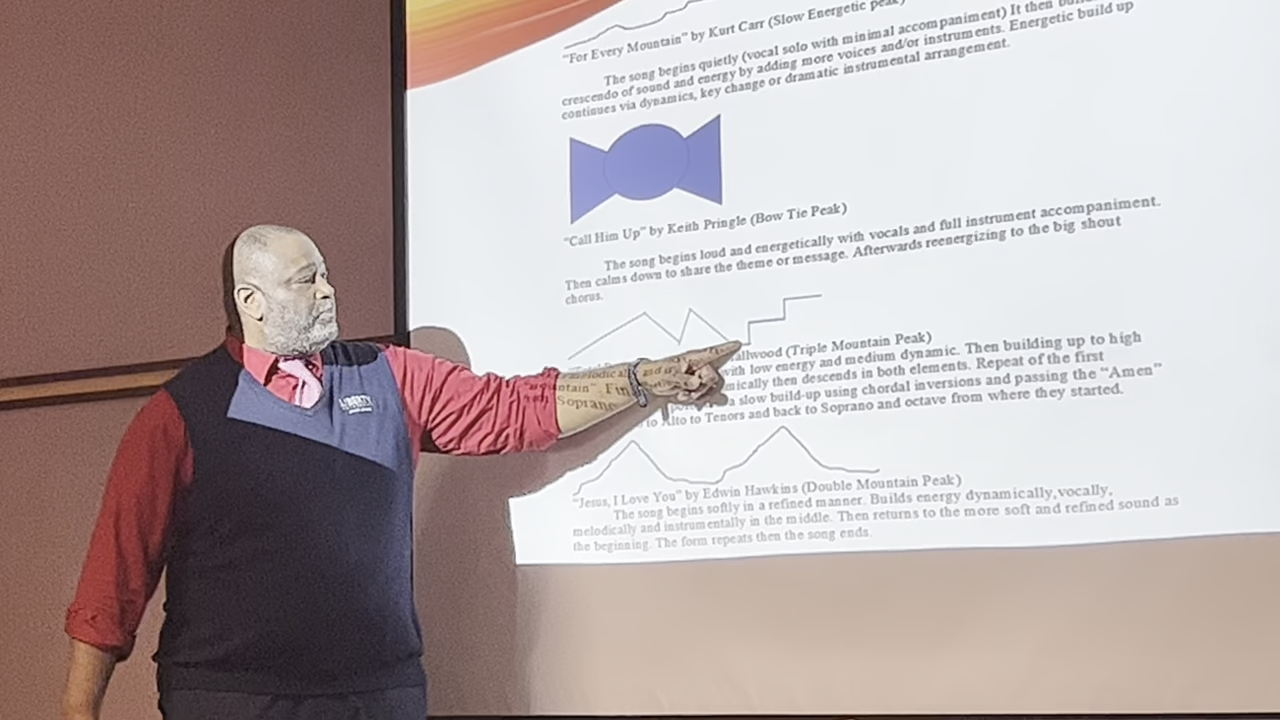 "For Every Mountain" by Kurt Carr (Slow Energetic peak)
The song begins quietly (vocal solo with minimal accompaniment) It then
crescendo of sound and energy by adding more voices and/or instruments. Energetic build up
continues via dynamics, key change or dramatic instrumental arrangement.
"Call Him Up" by Keith Pringle (Bow Tie Peak)
The song begins loud and energetically with vocals and full instrument accompaniment.
Then calms down to share the theme or message. Afterwards reenergizing to the big shout
chorus.
allwood (Triple Mountain Peak)
with low energy and medium dynamic. Then building up to high
melodic and mically then descends in both elements. Repeat of the first
mountain". a slow build-up using chordal inversions and passing the "Amen"
Soprano to Alto to Tenors and back to Soprano and octave from where they started.
"Jesus, I Love You" by Edwin Hawkins (Double Mountain Peak)
The song begins softly in a refined manner. Builds energy dynamically, vocally,
melodically and instrumentally in the middle. Then returns to the more soft and refined sound as
the beginning. The form repeats then the song ends.
LIBERTY